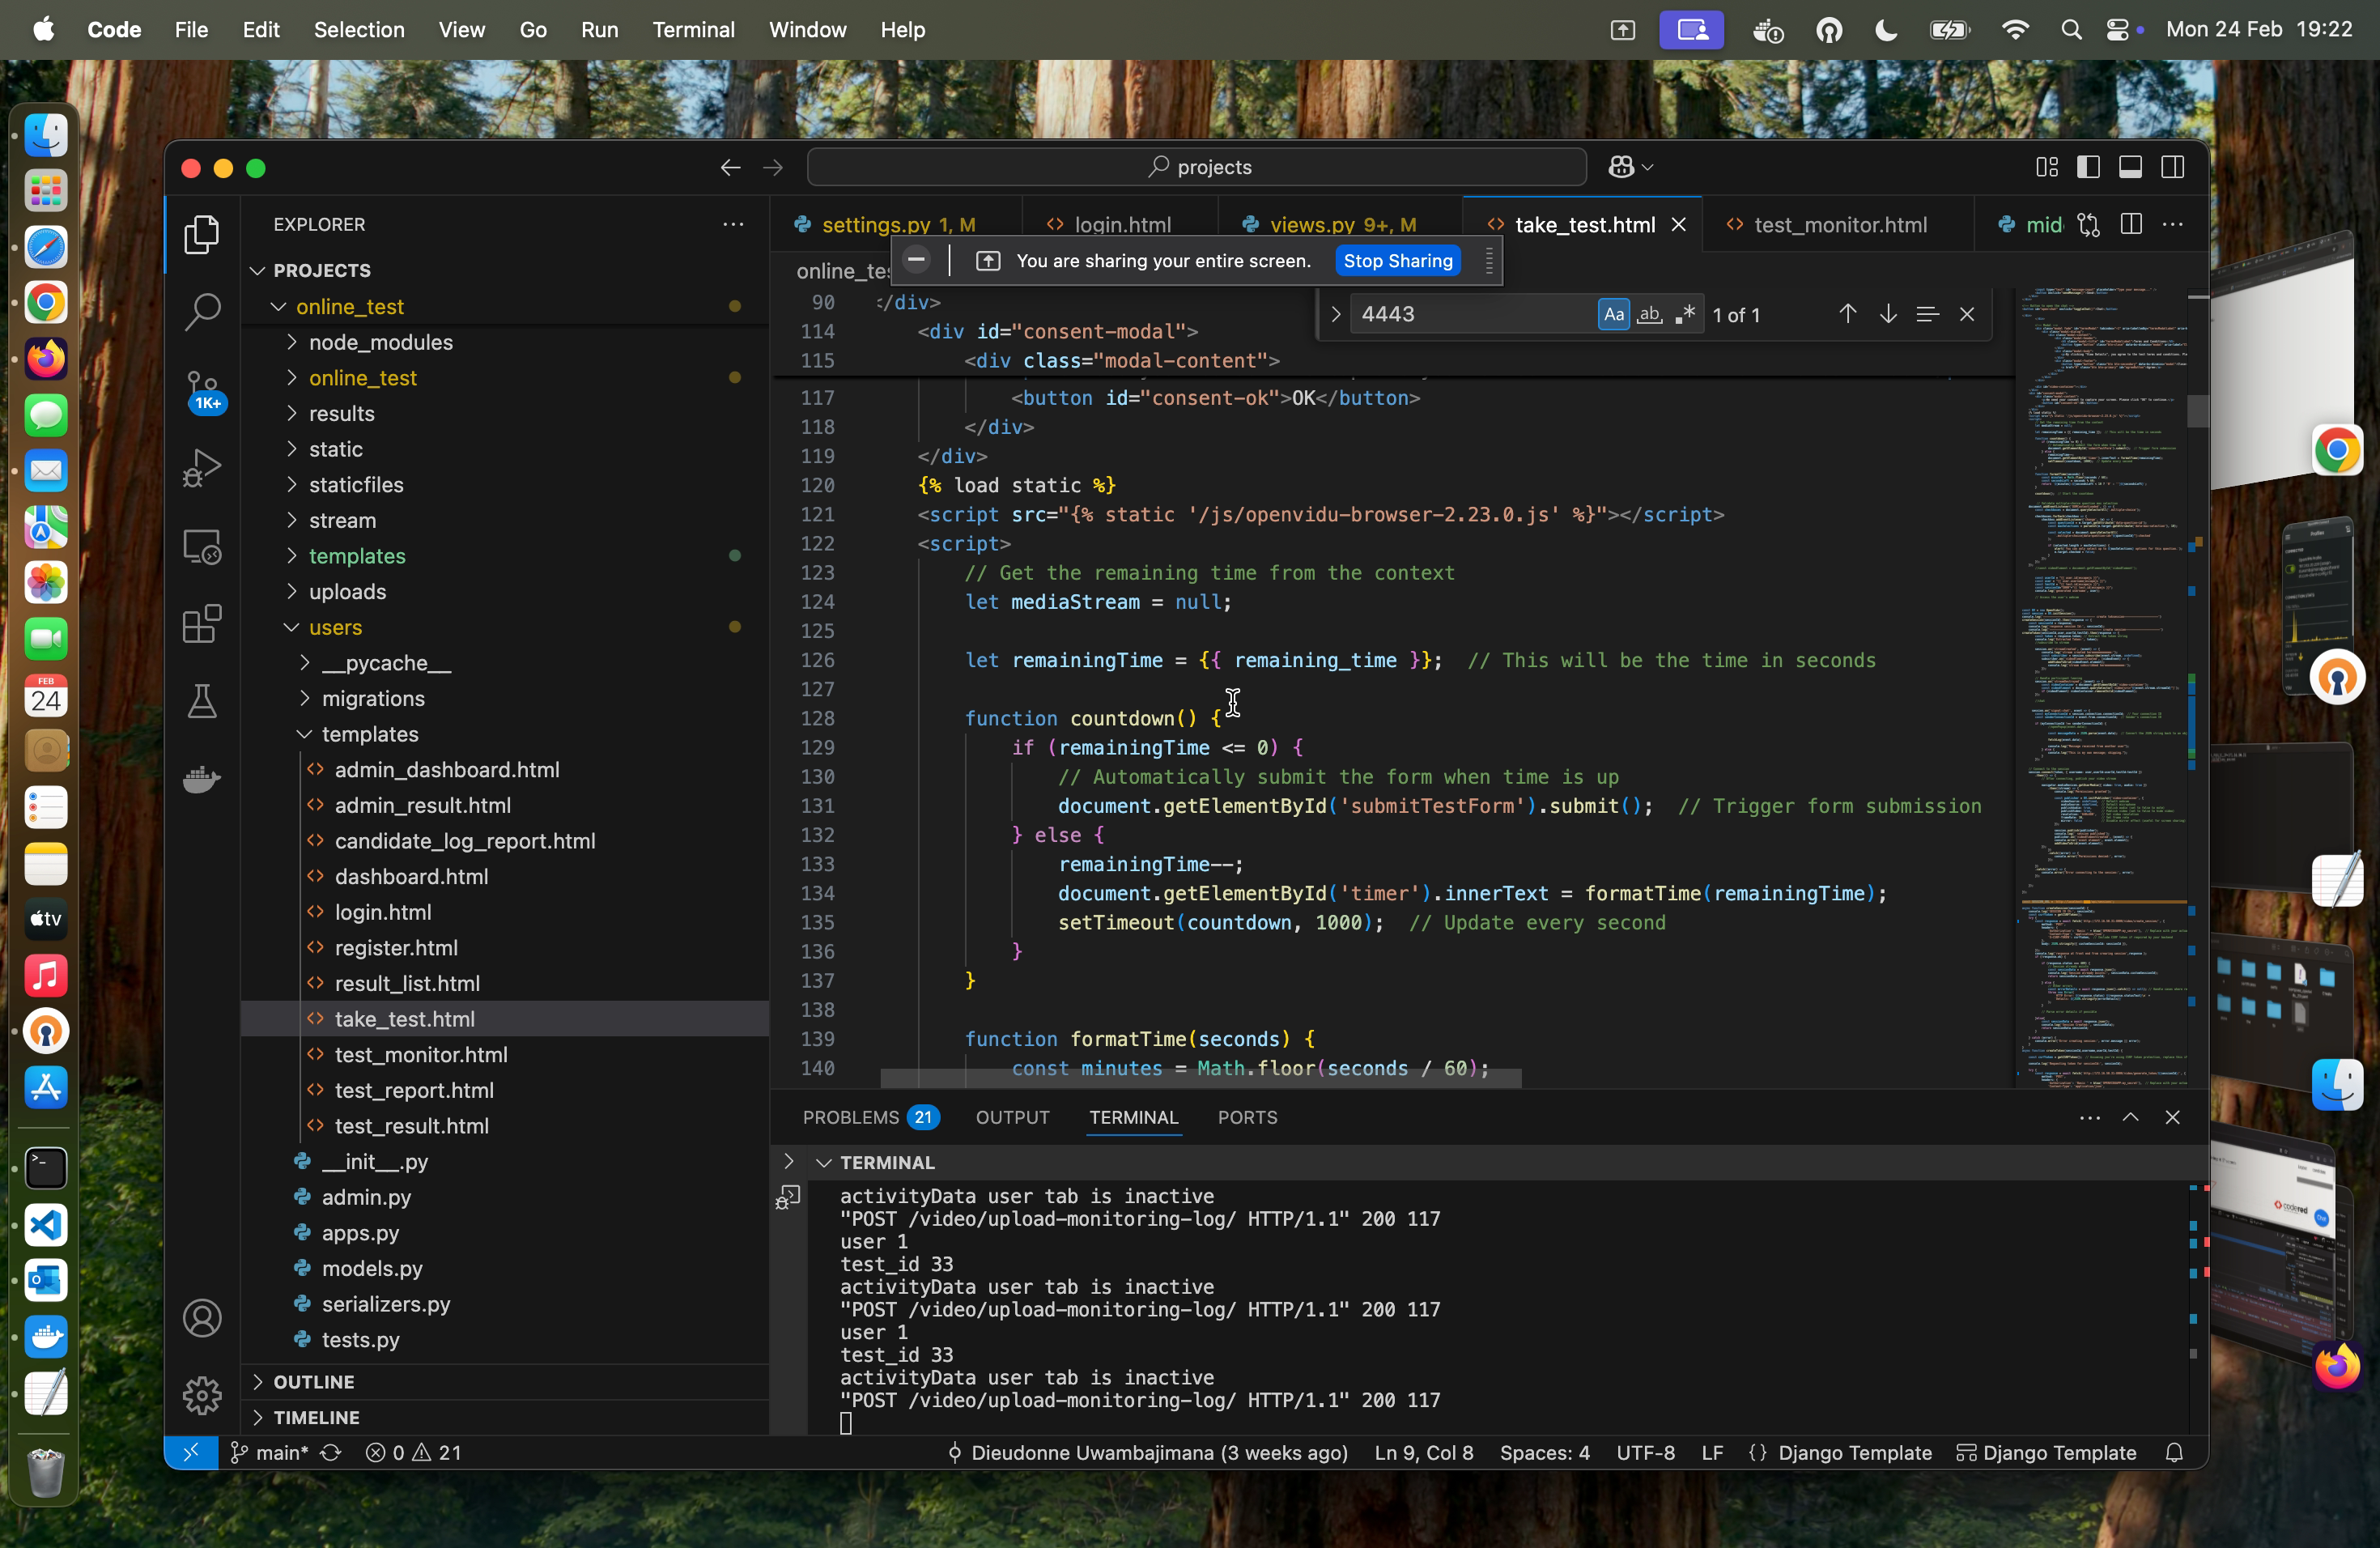 Code File Edit Selection View Go Run Terminal Window Help Mon 24 Feb 19:22
projects
EXPLORER
PROJECTS
online_test
node_modules
online_test
results
static
staticfiles
stream
templates
uploads
users
__pycache__
migrations
templates
admin_dashboard.html
admin_result.html
candidate_log_report.html
dashboard.html
login.html
register.html
result_list.html
take_test.html
test_monitor.html
test_report.html
test_result.html
__init__.py
admin.py
apps.py
models.py
serializers.py
tests.py
OUTLINE
TIMELINE
1K+
FEB
24
tv
settings.py 1, M login.html views.py 9+, M take_test.html test_monitor.html mid
You are sharing your entire screen. Stop Sharing
online_te
4443 Aa ab 1 of 1
90 </div>
114 <div id="consent-modal">
115 <div class="modal-content">
117 <button id="consent-ok">OK</button>
118 </div>
119 </div>
120 {% load static %}
121 <script src="{% static '/js/openvidu-browser-2.23.0.js' %}"></script>
122 <script>
123 // Get the remaining time from the context
124 let mediaStream = null;
125
126 let remainingTime = {{ remaining_time }}; // This will be the time in seconds
127
128 function countdown() {
129 if (remainingTime <= 0) {
130 // Automatically submit the form when time is up
131 document.getElementById('submitTestForm').submit(); // Trigger form submission
132 } else {
133 remainingTime--;
134 document.getElementById('timer').innerText = formatTime(remainingTime);
135 setTimeout(countdown, 1000); // Update every second
136 }
137 }
138
139 function formatTime(seconds) {
140 const minutes = Math.floor(seconds / 60);
PROBLEMS 21 OUTPUT TERMINAL PORTS
TERMINAL
activityData user tab is inactive
"POST /video/upload-monitoring-log/ HTTP/1.1" 200 117
user 1
test_id 33
activityData user tab is inactive
"POST /video/upload-monitoring-log/ HTTP/1.1" 200 117
user 1
test_id 33
activityData user tab is inactive
"POST /video/upload-monitoring-log/ HTTP/1.1" 200 117
main* 0 21 Dieudonne Uwambajimana (3 weeks ago) Ln 9, Col 8 Spaces: 4 UTF-8 LF {} Django Template Django Template